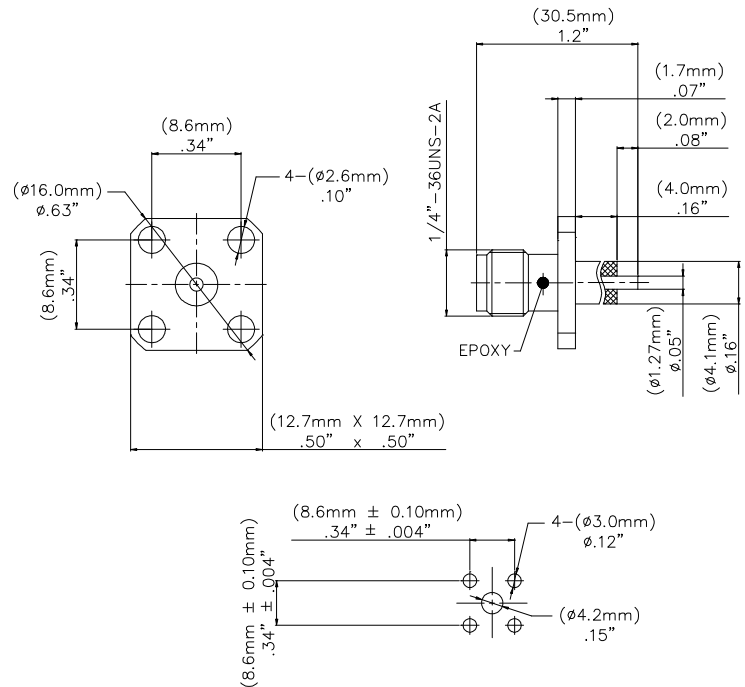 (30.5mm)
1.2"
(1.7mm)
.07"
(2.0mm)
.08"
(4.0mm)
.16"
1/4"-36UNS-2A
EPOXY
(ø1.27mm)
ø.05"
(ø4.1mm)
ø.16"
(8.6mm)
.34"
4-(ø2.6mm)
.10"
(ø16.0mm)
ø.63"
(8.6mm)
.34"
(12.7mm X 12.7mm)
.50" x .50"
(8.6mm ± 0.10mm)
.34" ± .004"
4-(ø3.0mm)
ø.12"
(8.6mm ± 0.10mm)
.34" ± .004"
(ø4.2mm)
.15"